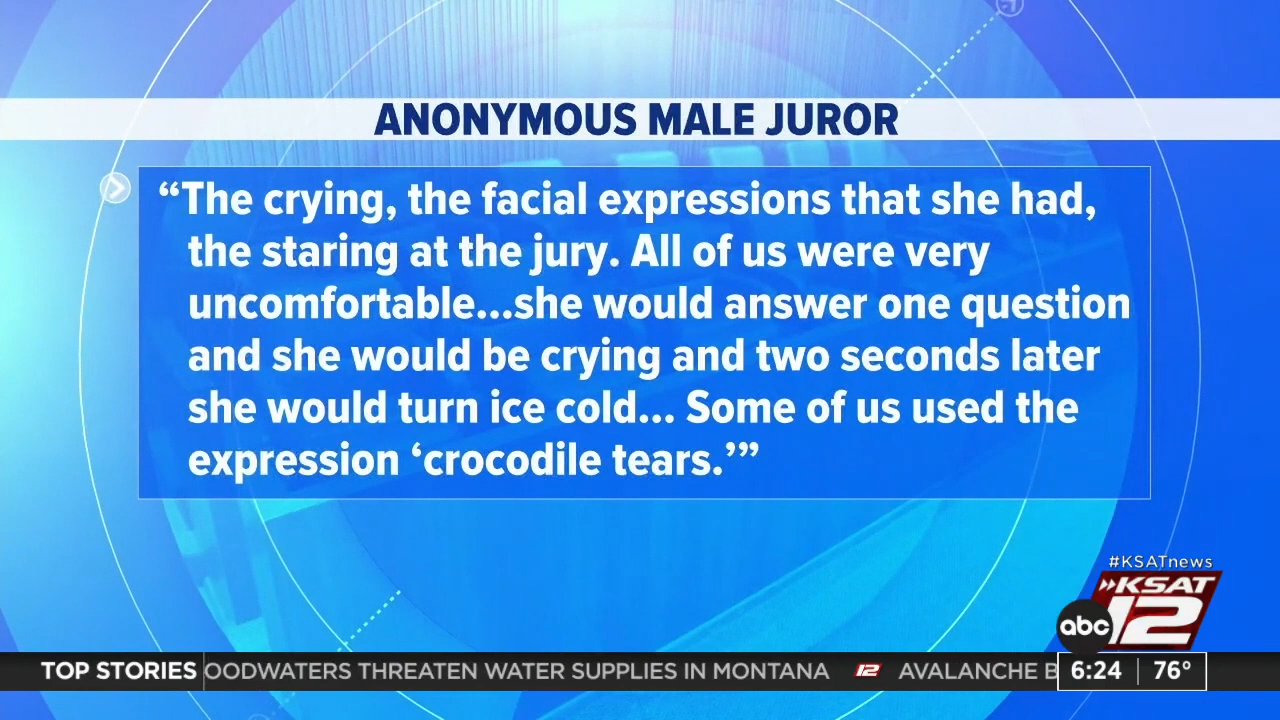 ANONYMOUS MALE JUROR
“The crying, the facial expressions that she had,
the staring at the jury. All of us were very
uncomfortable...she would answer one question
and she would be crying and two seconds later
she would turn ice cold... Some of us used the
expression ‘crocodile tears.’”
#KSATnews
KSAT
abc 12
TOP STORIES OODWATERS THREATEN WATER SUPPLIES IN MONTANA 12 AVALANCHE B 6:24 76°